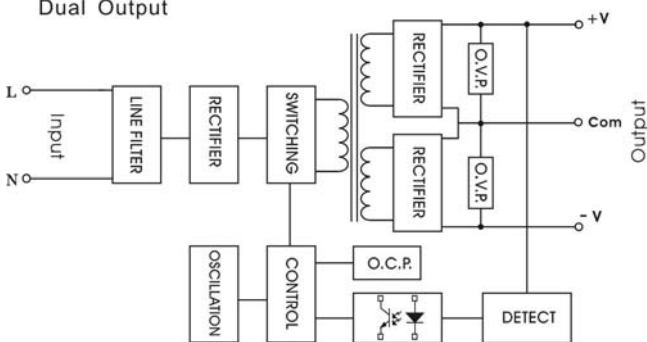 Dual Output
L
Input
N
LINE FILTER
RECTIFIER
SWITCHING
RECTIFIER
RECTIFIER
O.V.P.
O.V.P.
+V
Com
- V
Output
OSCILLATION
CONTROL
O.C.P.
DETECT